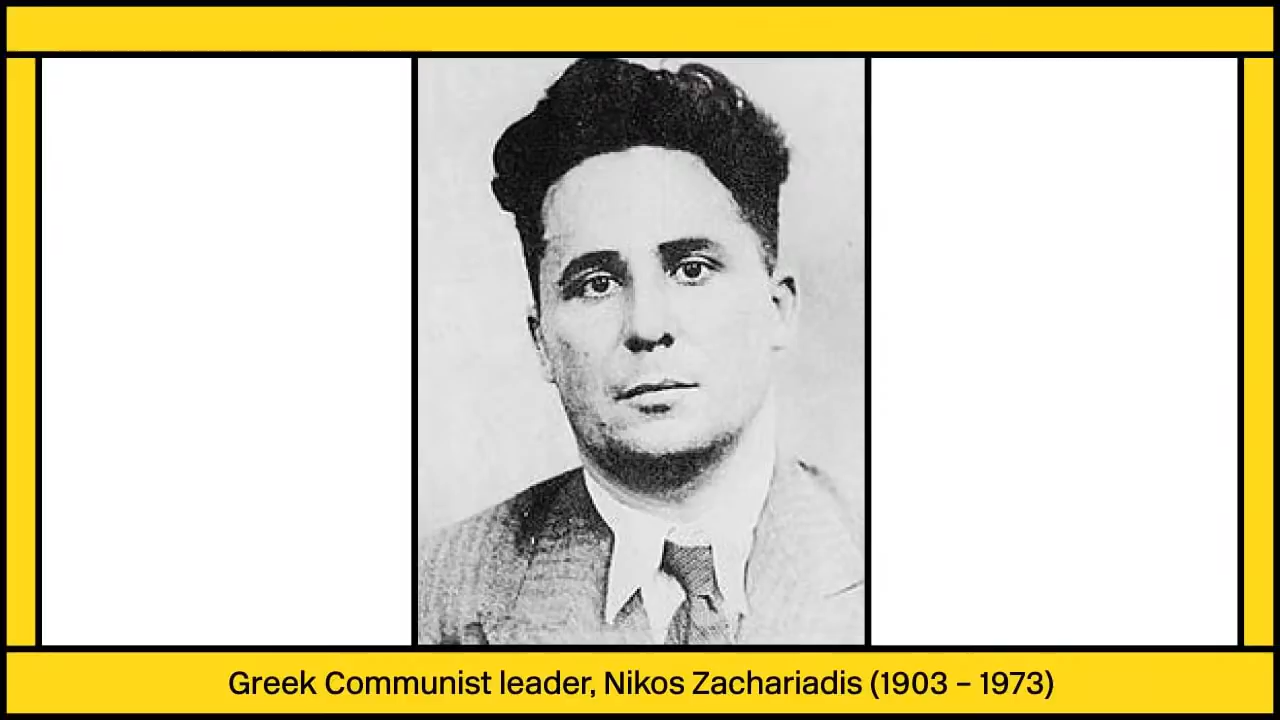 Greek Communist leader, Nikos Zachariadis (1903 – 1973)